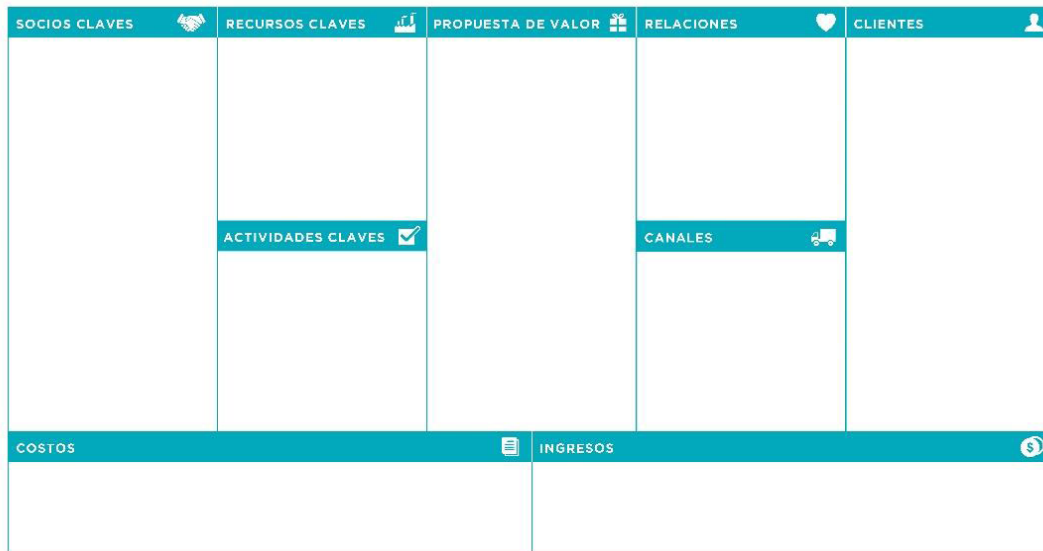 SOCIOS CLAVES
RECURSOS CLAVES
PROPUESTA DE VALOR
RELACIONES
CLIENTES
ACTIVIDADES CLAVES
CANALES
COSTOS
INGRESOS
$